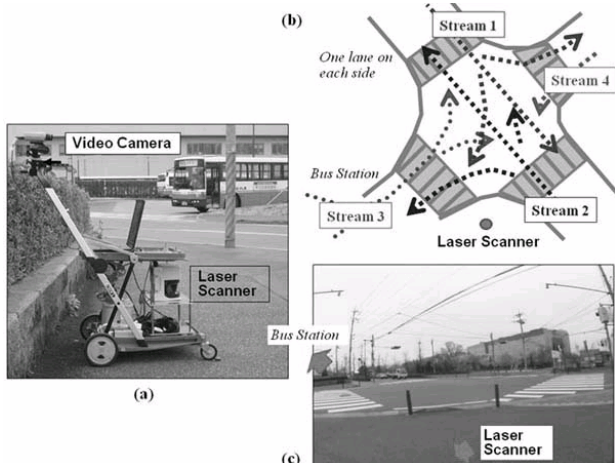 (b)
Stream 1
One lane on
each side
Stream 4
Video Camera
Bus Station
Stream 3
Stream 2
Laser Scanner
Laser
Scanner
Bus Station
(a)
Laser
Scanner
(c)